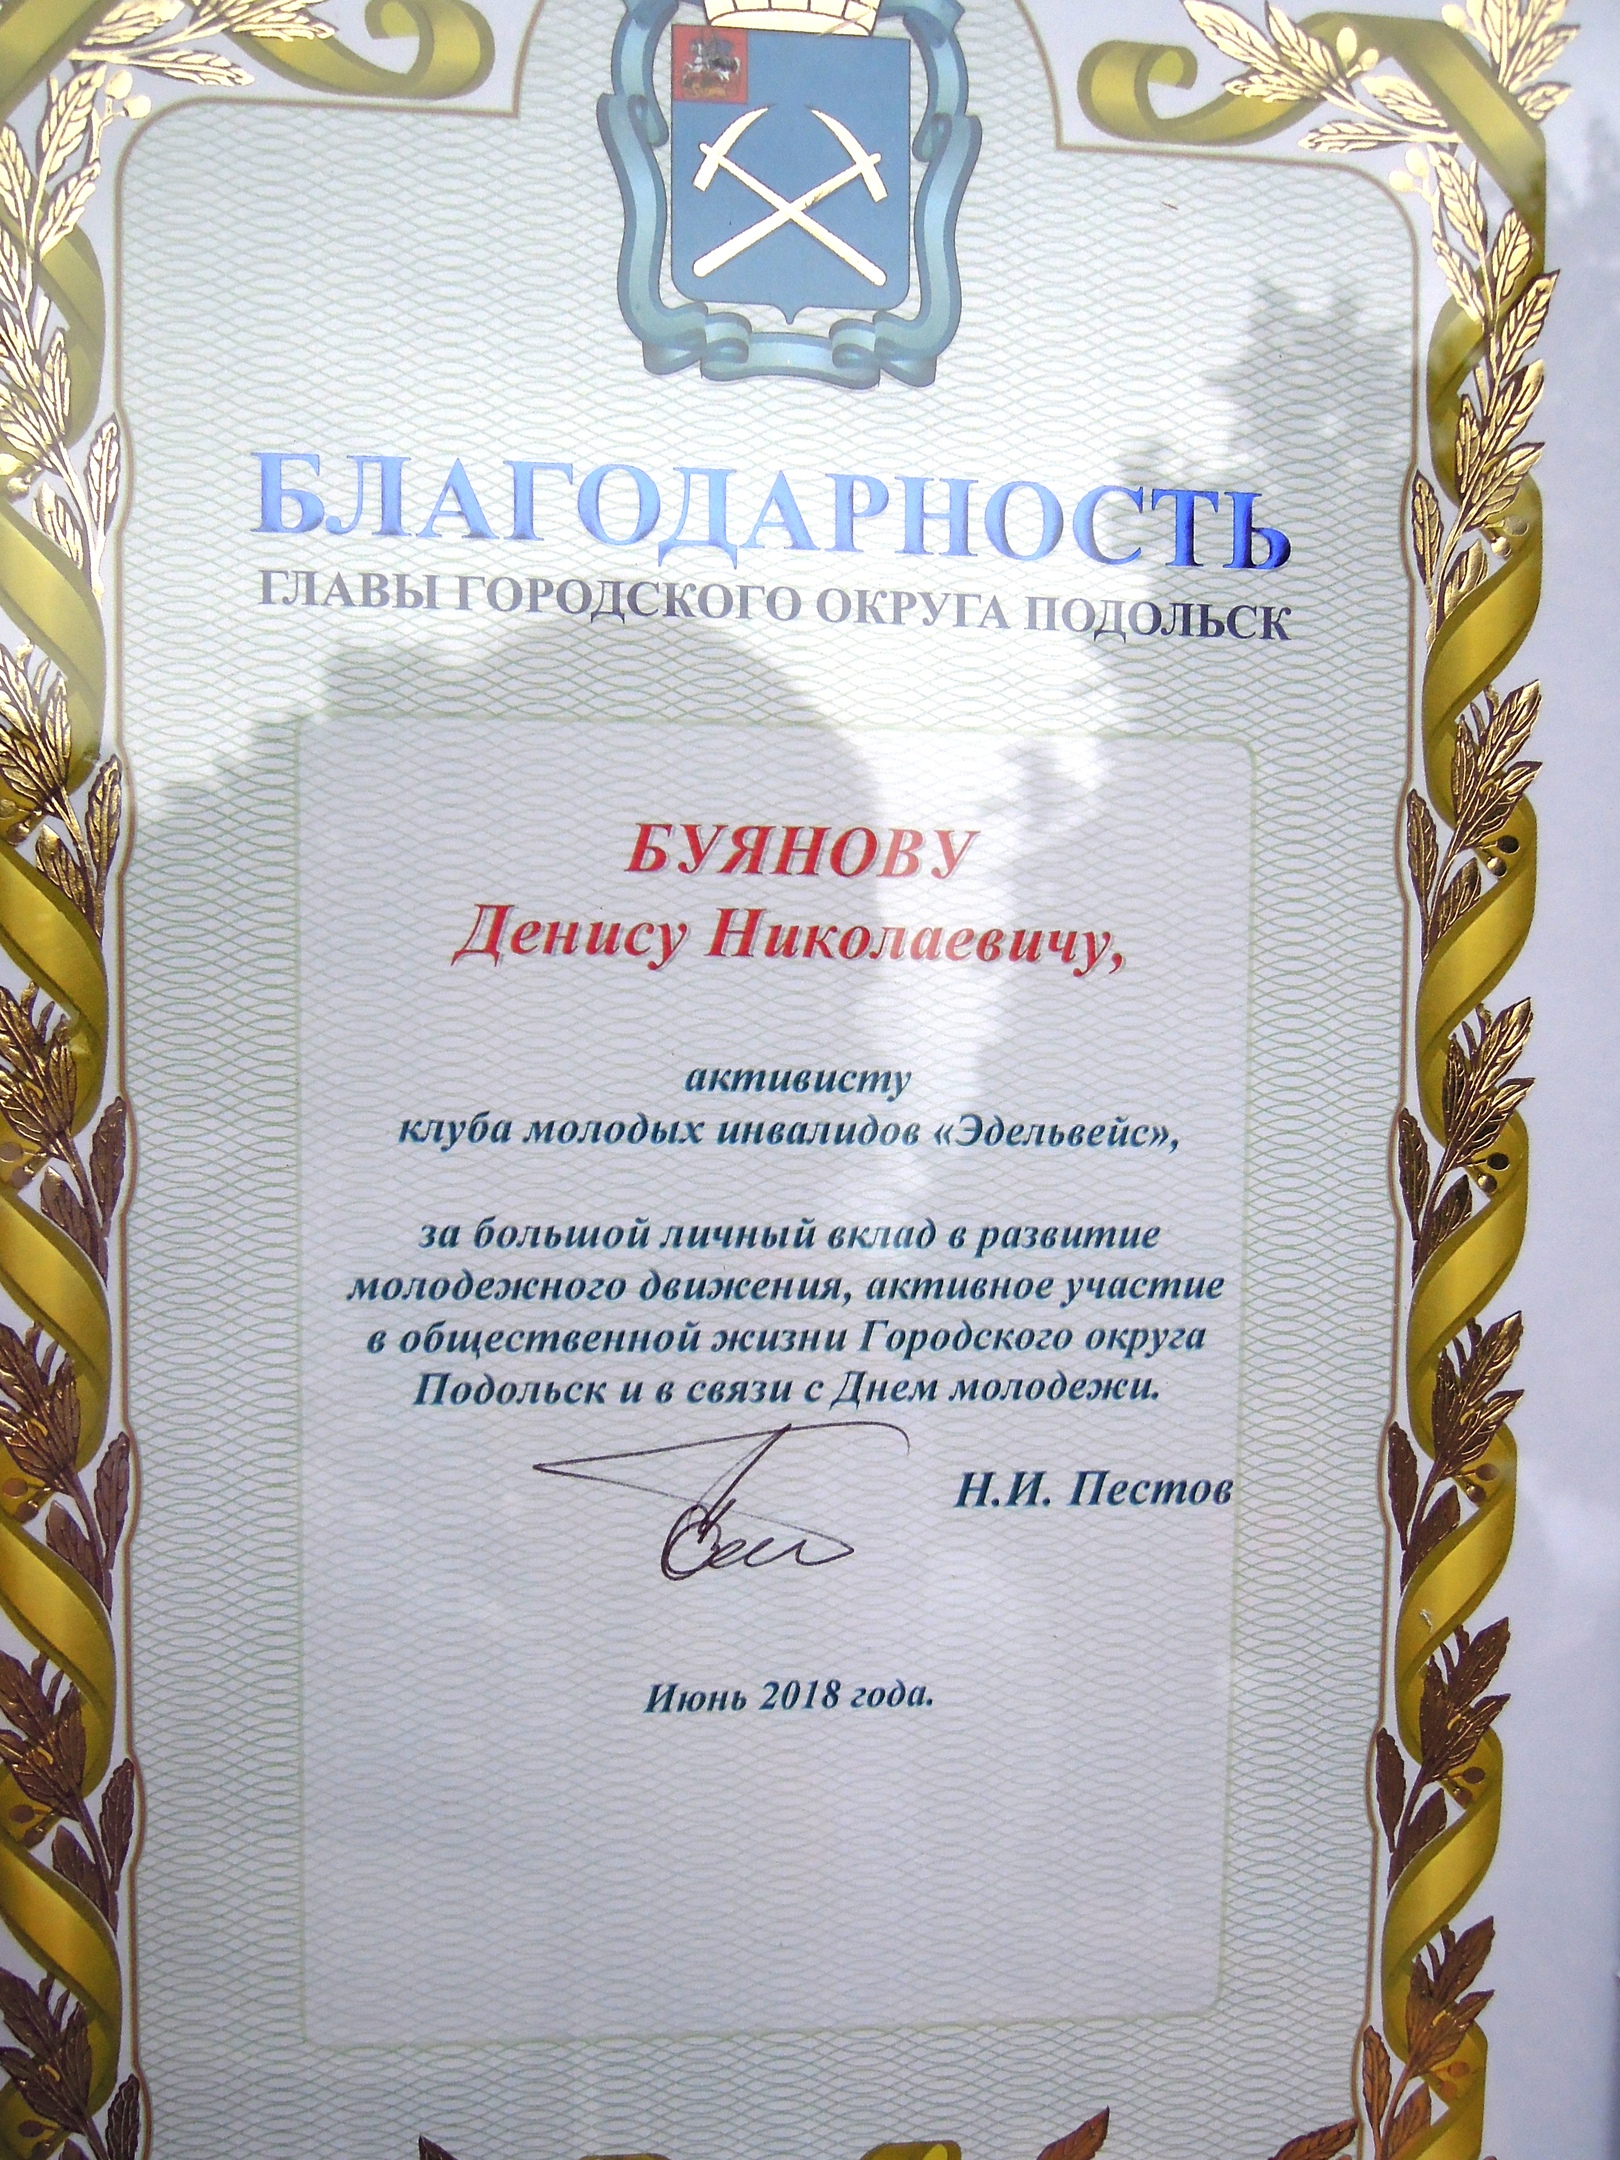 БЛАГОДАРНОСТЬ
ГЛАВЫ ГОРОДСКОГО ОКРУГА ПОДОЛЬСК
БУЯНОВУ
Денису Николаевичу,
активисту
клуба молодых инвалидов «Эдельвейс»,
за большой личный вклад в развитие
молодежного движения, активное участие
в общественной жизни Городского округа
Подольск и в связи с Днем молодежи.
Н.И. Пестов
Июнь 2018 года.